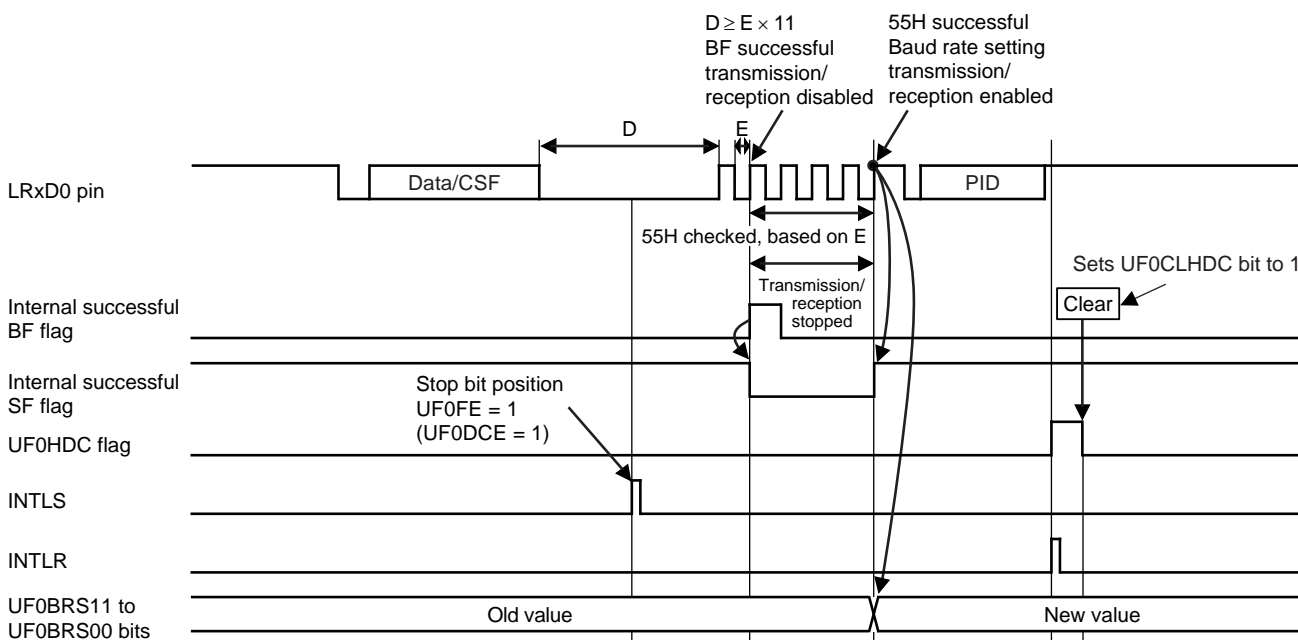 D ≥ E × 11
BF successful
transmission/
reception disabled
55H successful
Baud rate setting
transmission/
reception enabled
D
E
LRxD0 pin
Data/CSF
PID
55H checked, based on E
Transmission/
reception
stopped
Sets UF0CLHDC bit to 1
Clear
Internal successful
BF flag
Internal successful
SF flag
Stop bit position
UF0FE = 1
(UF0DCE = 1)
UF0HDC flag
INTLS
INTLR
UF0BRS11 to
UF0BRS00 bits
Old value
New value